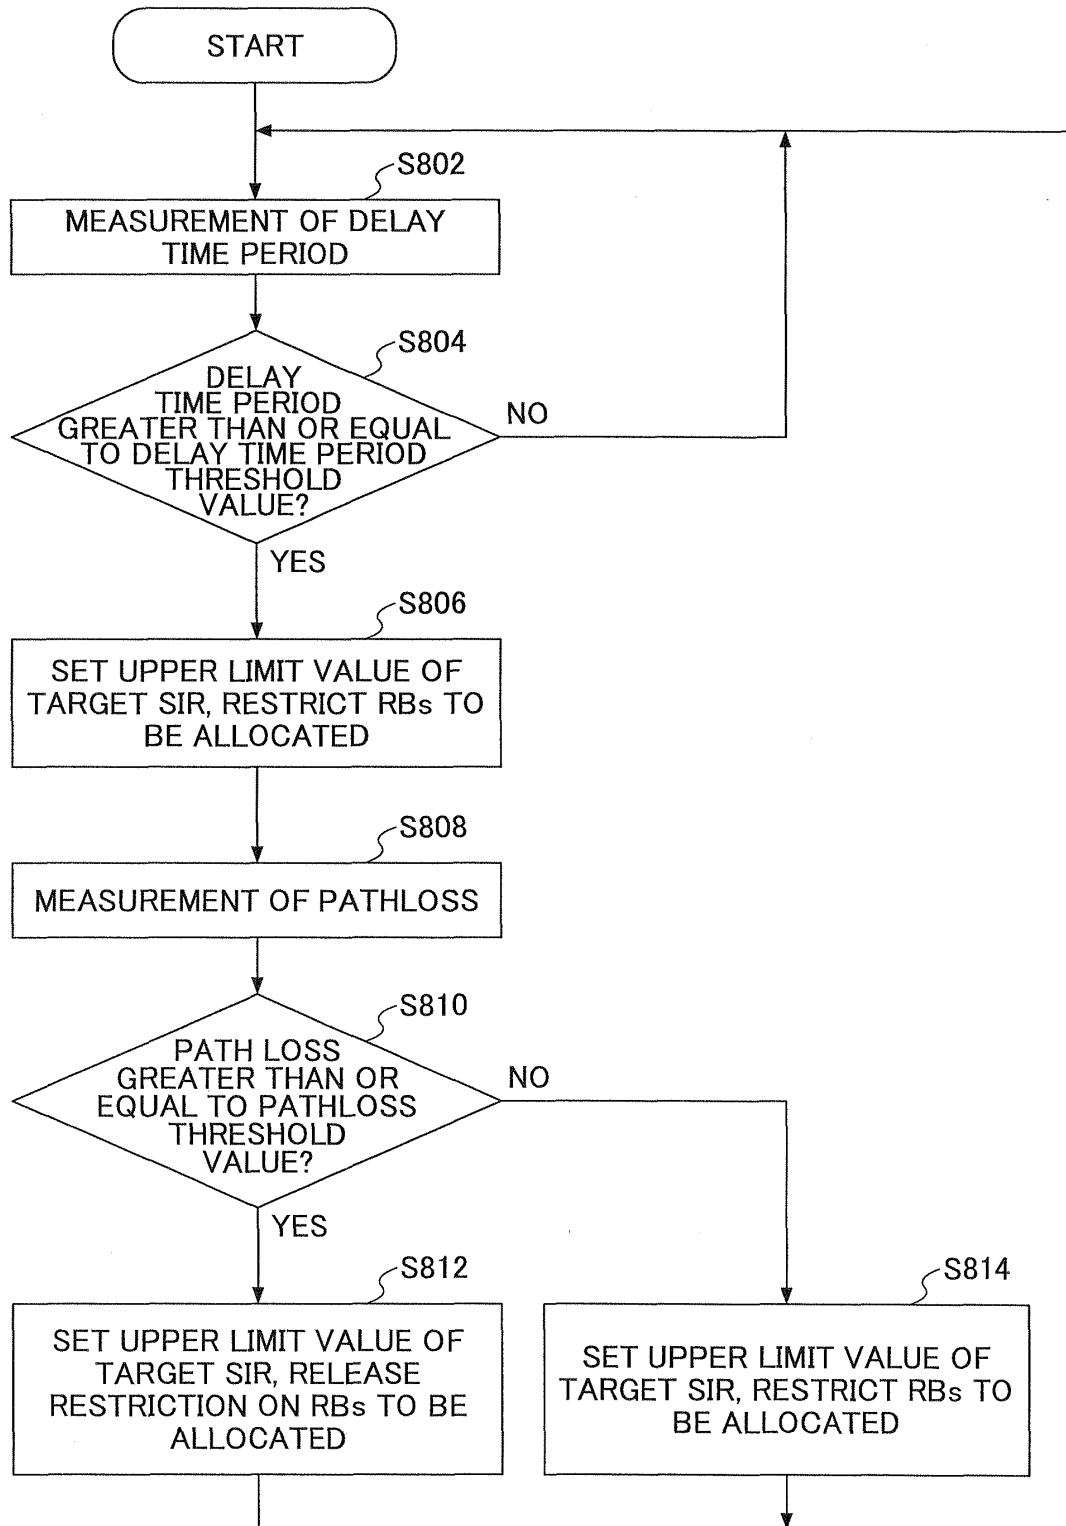 START
S802
MEASUREMENT OF DELAY
TIME PERIOD
S804
DELAY
TIME PERIOD
GREATER THAN OR EQUAL
TO DELAY TIME PERIOD
THRESHOLD
VALUE?
NO
YES
S806
SET UPPER LIMIT VALUE OF
TARGET SIR, RESTRICT RBs TO
BE ALLOCATED
S808
MEASUREMENT OF PATHLOSS
S810
PATH LOSS
GREATER THAN OR
EQUAL TO PATHLOSS
THRESHOLD
VALUE?
NO
YES
S812
SET UPPER LIMIT VALUE OF
TARGET SIR, RELEASE
RESTRICTION ON RBs TO BE
ALLOCATED
S814
SET UPPER LIMIT VALUE OF
TARGET SIR, RESTRICT RBs TO
BE ALLOCATED